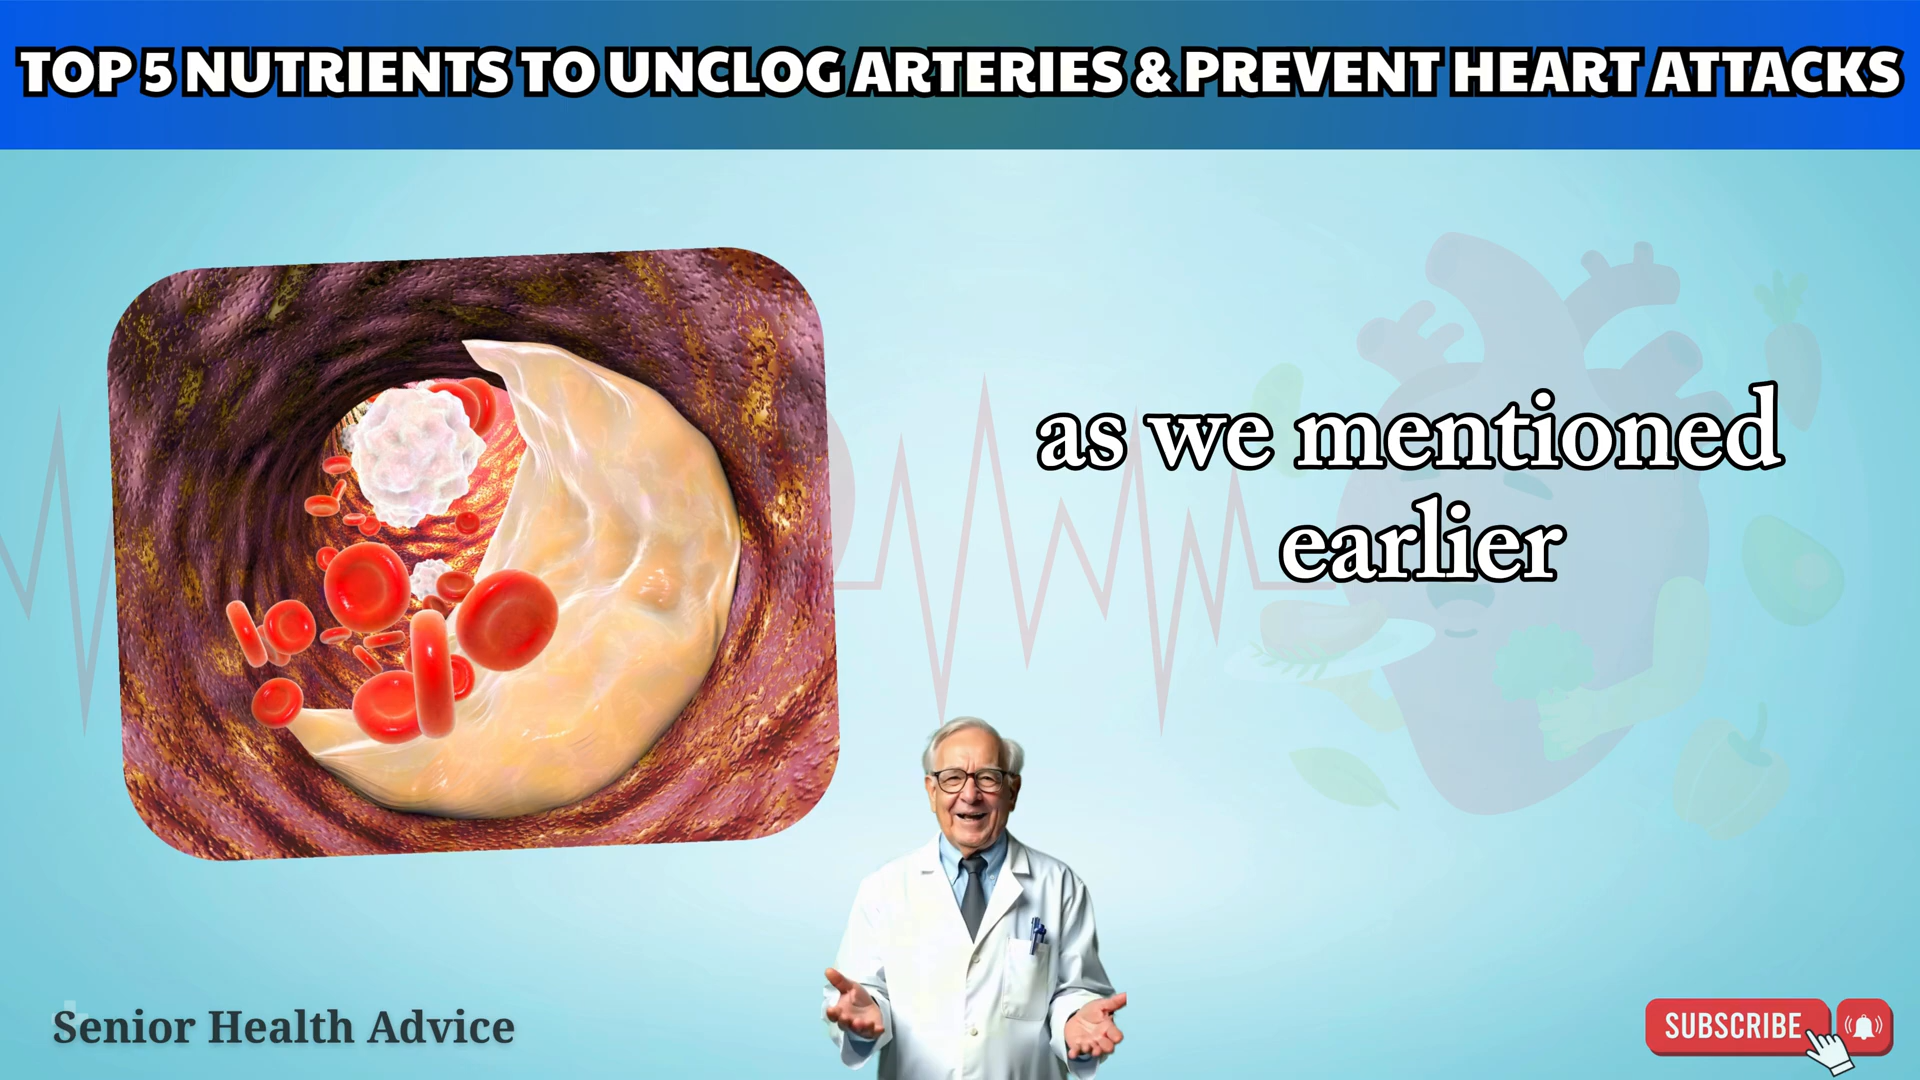 TOP 5 NUTRIENTS TO UNCLOG ARTERIES & PREVENT HEART ATTACKS
as we mentioned
earlier
Senior Health Advice
SUBSCRIBE